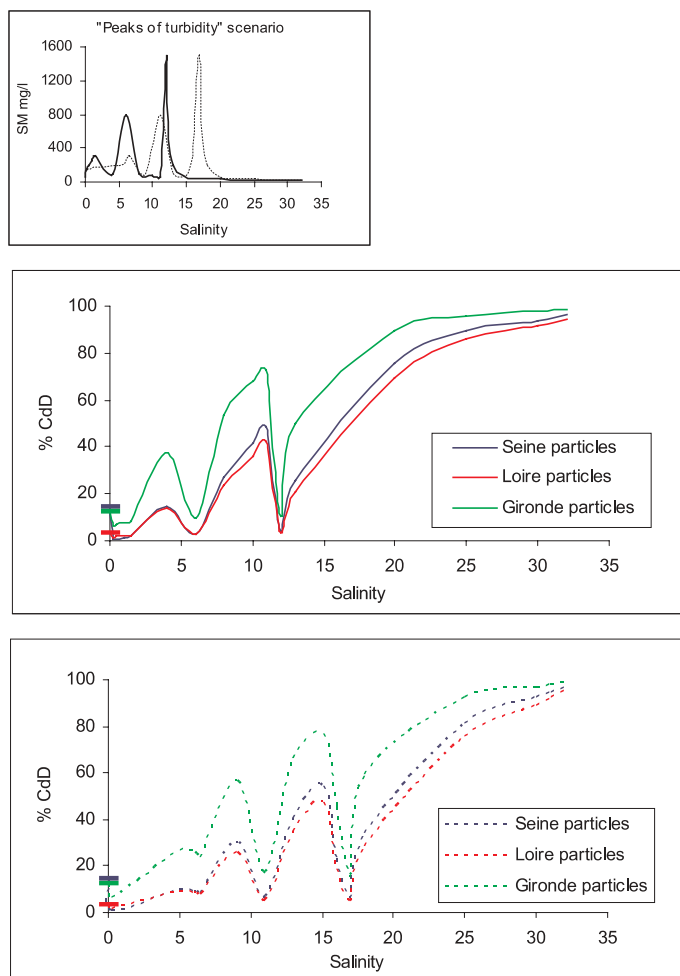 "Peaks of turbidity" scenario
SM mg/l
1600
1200
800
400
0
0 5 10 15 20 25 30 35
Salinity
% CdD
100
80
60
40
20
0
Seine particles
Loire particles
Gironde particles
0 5 10 15 20 25 30 35
Salinity
% CdD
100
80
60
40
20
0
Seine particles
Loire particles
Gironde particles
0 5 10 15 20 25 30 35
Salinity